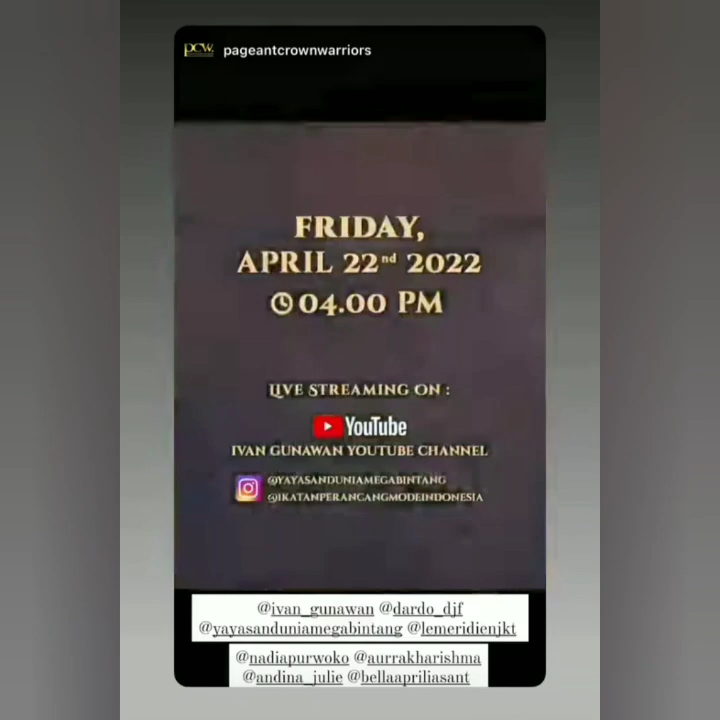 pcw.
pageantcrownwarriors
FRIDAY,
APRIL 22nd 2022
04.00 PM
LIVE STREAMING ON :
YouTube
IVAN GUNAWAN YOUTUBE CHANNEL
@YAYASANDUNIAMEGABINTANG
@IKATANPERANCANGMODEINDONESIA
@ivan_gunawan @dardo_djf
@yayasanduniamegabintang @lemeridienjkt
@nadiapurwoko @aurrakharishma
@andina_julie @bellaapriliasant